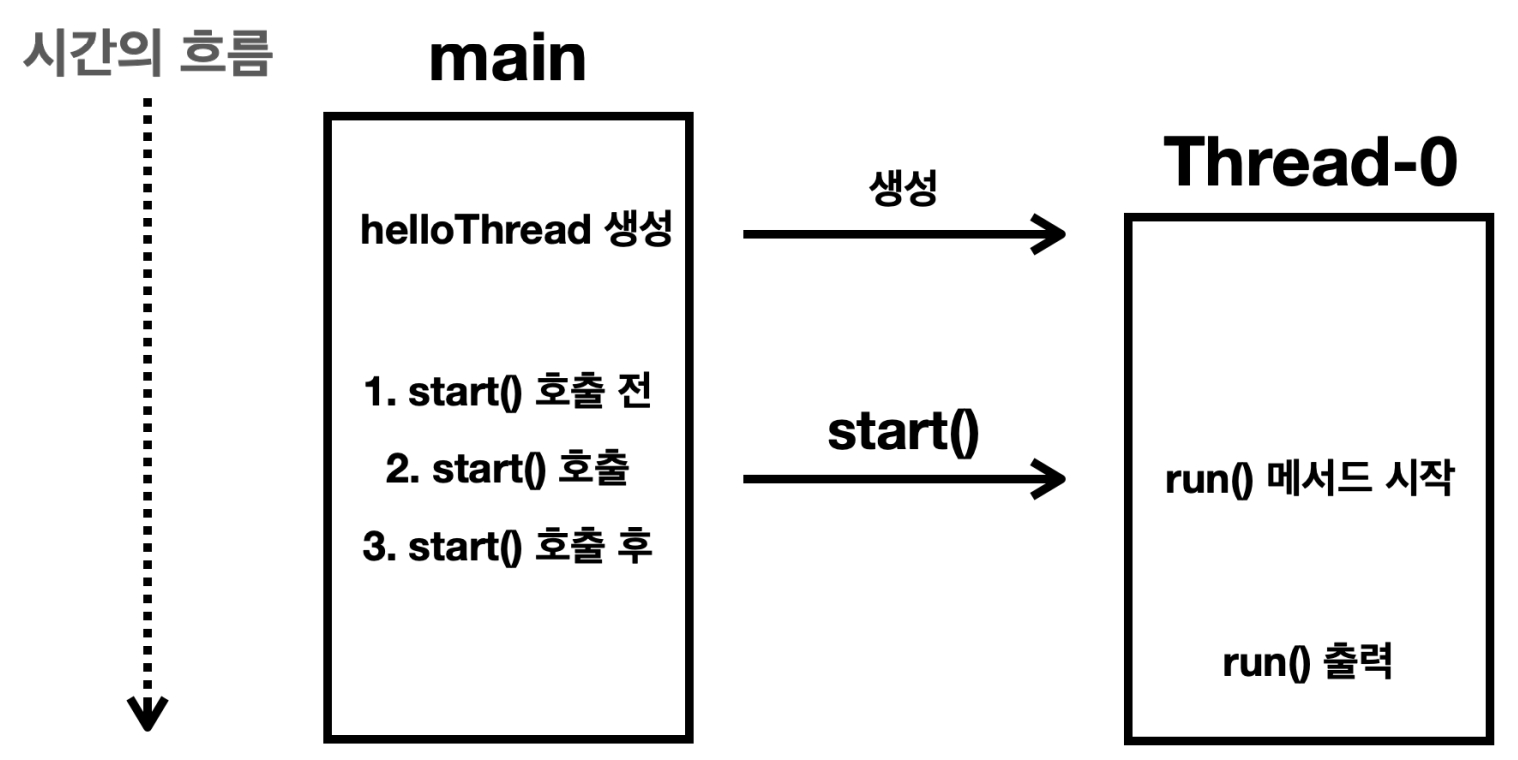 시간의 흐름
main
Thread-0
helloThread 생성
생성
1. start() 호출 전
2. start() 호출
3. start() 호출 후
start()
run() 메서드 시작
run() 출력